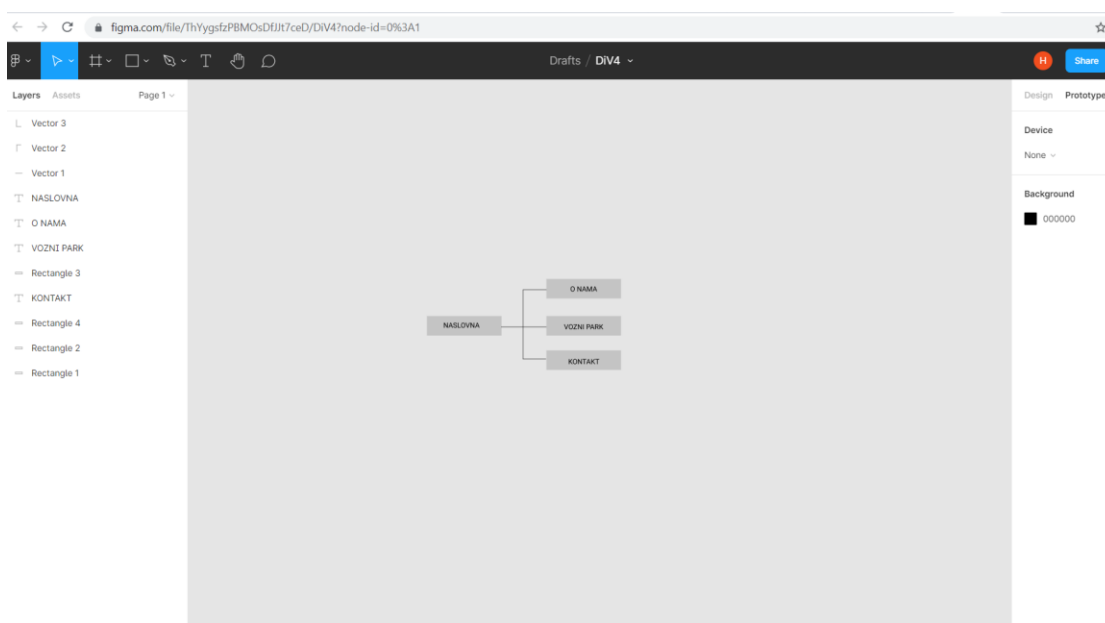 figma.com/file/ThYygsfzPBMOsDfJJt7ceD/DiV4?node-id=0%3A1
Drafts / DiV4
H
Share
Layers Assets Page 1
Design Prototype
Vector 3
Vector 2
Vector 1
NASLOVNA
O NAMA
VOZNI PARK
Rectangle 3
KONTAKT
Rectangle 4
Rectangle 2
Rectangle 1
O NAMA
NASLOVNA
VOZNI PARK
KONTAKT
Device
None
Background
000000